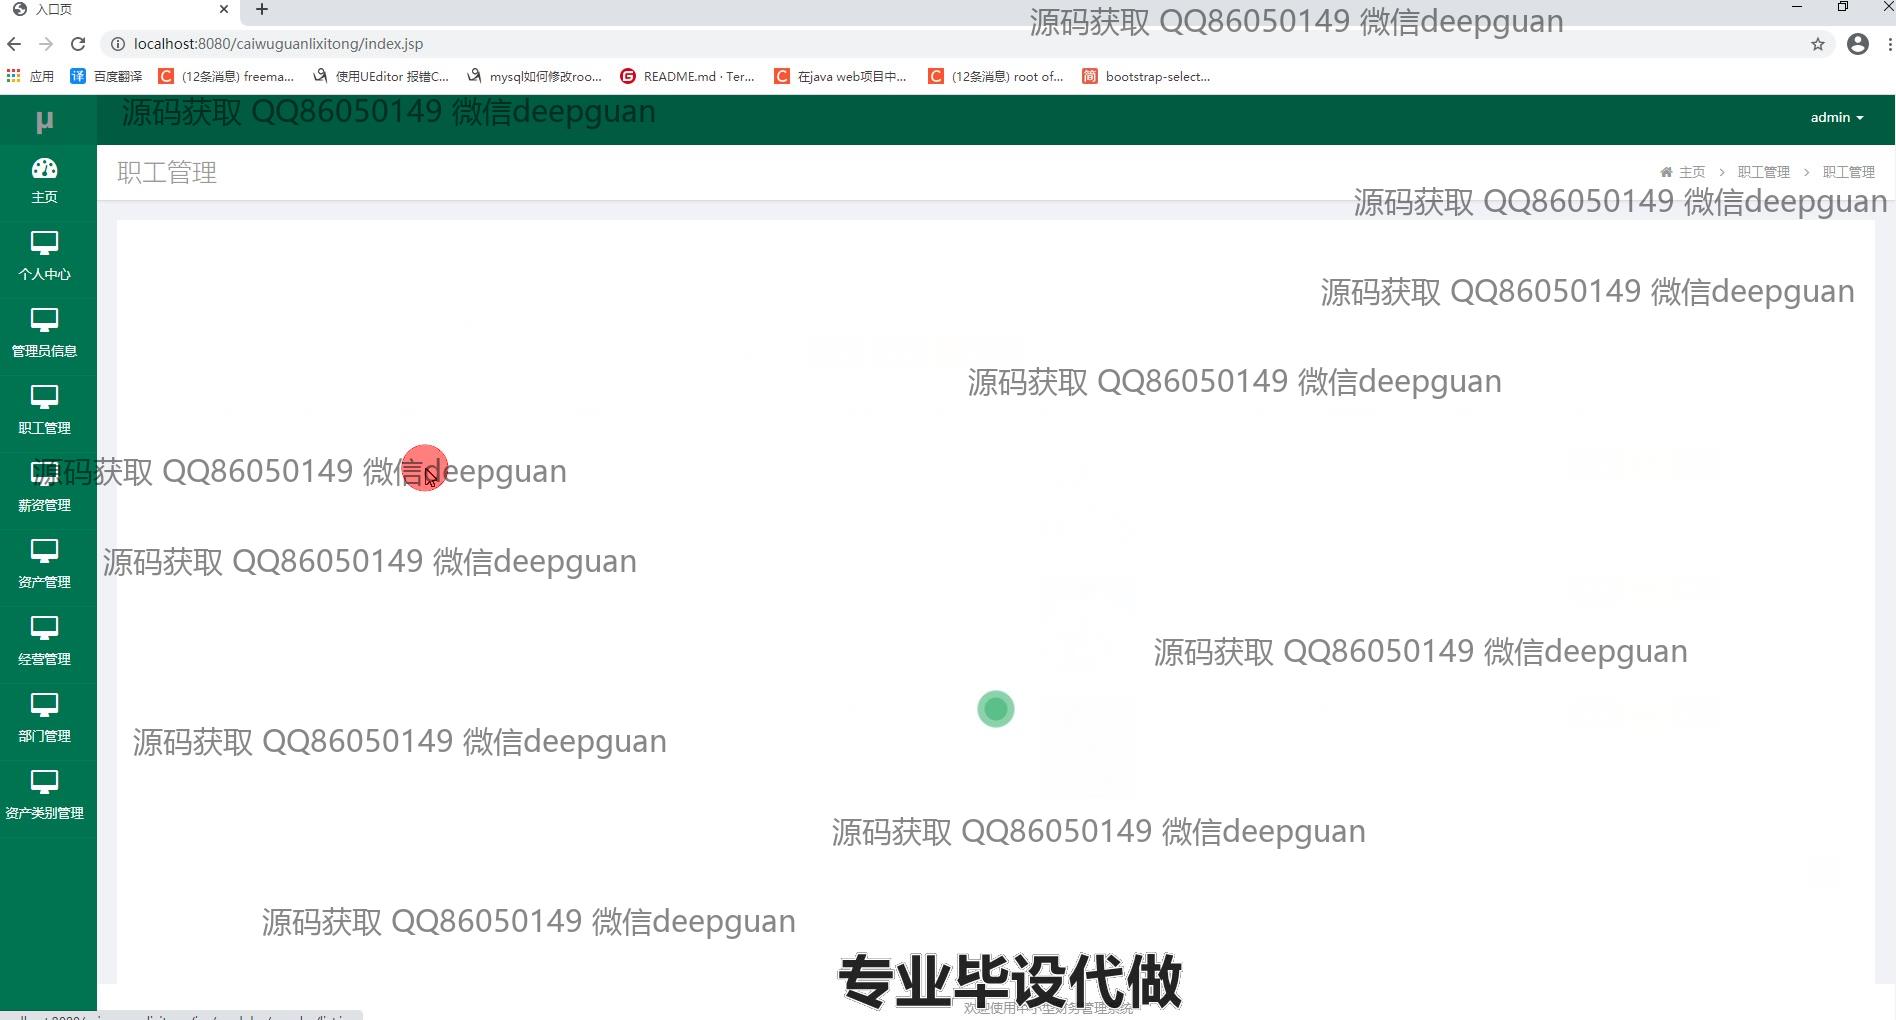 入口页
源码获取 QQ86050149 微信deepguan
localhost:8080/caiwuguanlixitong/index.jsp
应用 百度翻译 (12条消息) freema... 使用UEditor 报错C... mysql如何修改roo... README.md · Ter... 在java web项目中... (12条消息) root of... bootstrap-select...
μ 源码获取 QQ86050149 微信deepguan admin
职工管理 主页 > 职工管理 > 职工管理
主页
源码获取 QQ86050149 微信deepguan
个人中心
源码获取 QQ86050149 微信deepguan
管理员信息
源码获取 QQ86050149 微信deepguan
职工管理
源码获取 QQ86050149 微信deepguan
薪资管理
源码获取 QQ86050149 微信deepguan
资产管理
源码获取 QQ86050149 微信deepguan
经营管理
源码获取 QQ86050149 微信deepguan
部门管理
源码获取 QQ86050149 微信deepguan
资产类别管理
源码获取 QQ86050149 微信deepguan
专业毕设代做
欢迎使用中小型财务管理系统